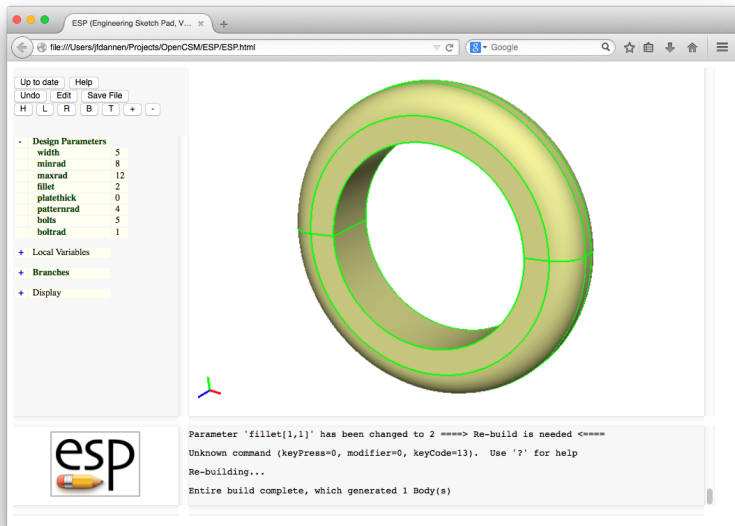 ESP (Engineering Sketch Pad, V...
file:///Users/jfdannen/Projects/OpenCSM/ESP/ESP.html
Google
Up to date Help
Undo Edit Save File
H L R B T + -
- Design Parameters
width 5
minrad 8
maxrad 12
fillet 2
platethick 0
patternrad 4
bolts 5
boltrad 1
+ Local Variables
+ Branches
+ Display
esp
Parameter 'fillet[1,1]' has been changed to 2 ====> Re-build is needed <====
Unknown command (keyPress=0, modifier=0, keyCode=13).  Use '?' for help
Re-building...
Entire build complete, which generated 1 Body(s)